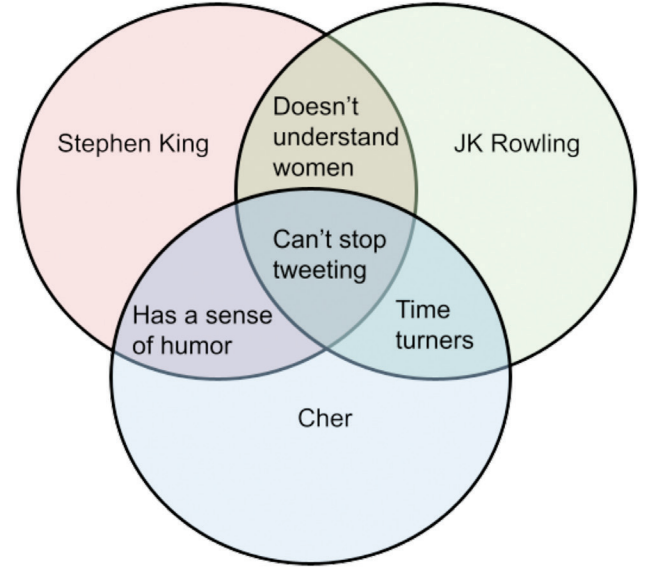 Stephen King
Doesn't
understand
women
JK Rowling
Can't stop
tweeting
Has a sense
of humor
Time
turners
Cher